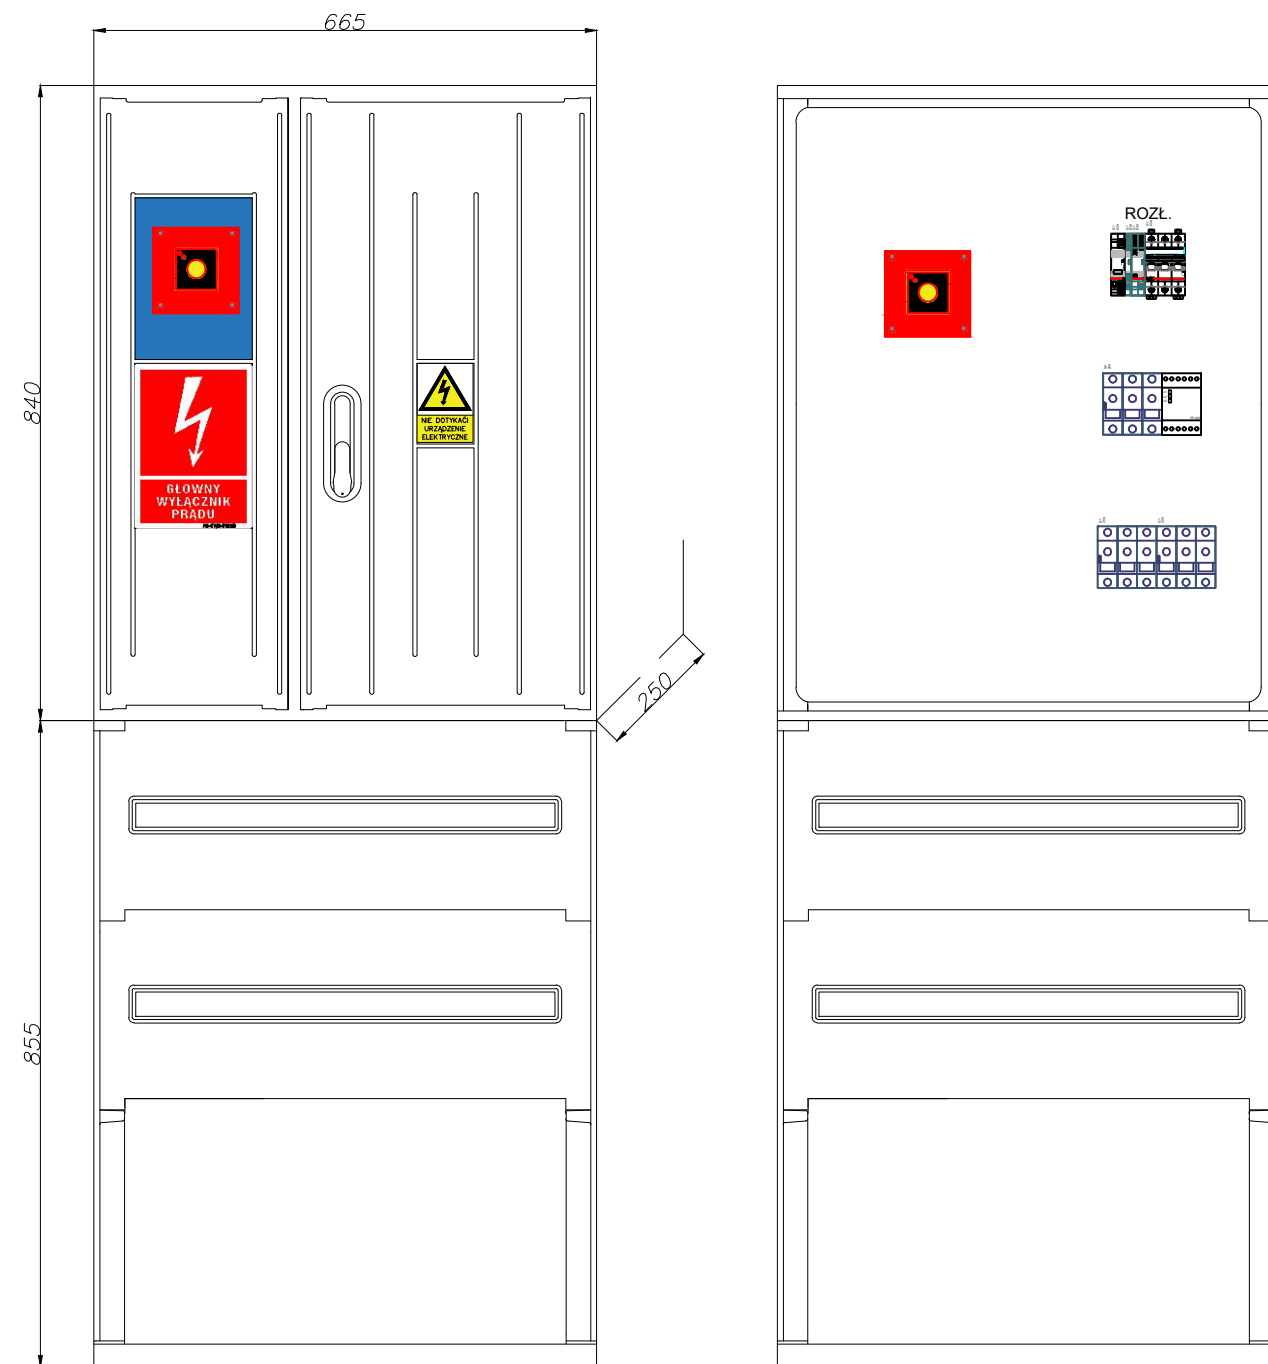 665
ROZŁ.
840
NIE DOTYKAĆ!
URZĄDZENIE
ELEKTRYCZNE
GŁOWNY
WYŁĄCZNIK
PRĄDU
250
855